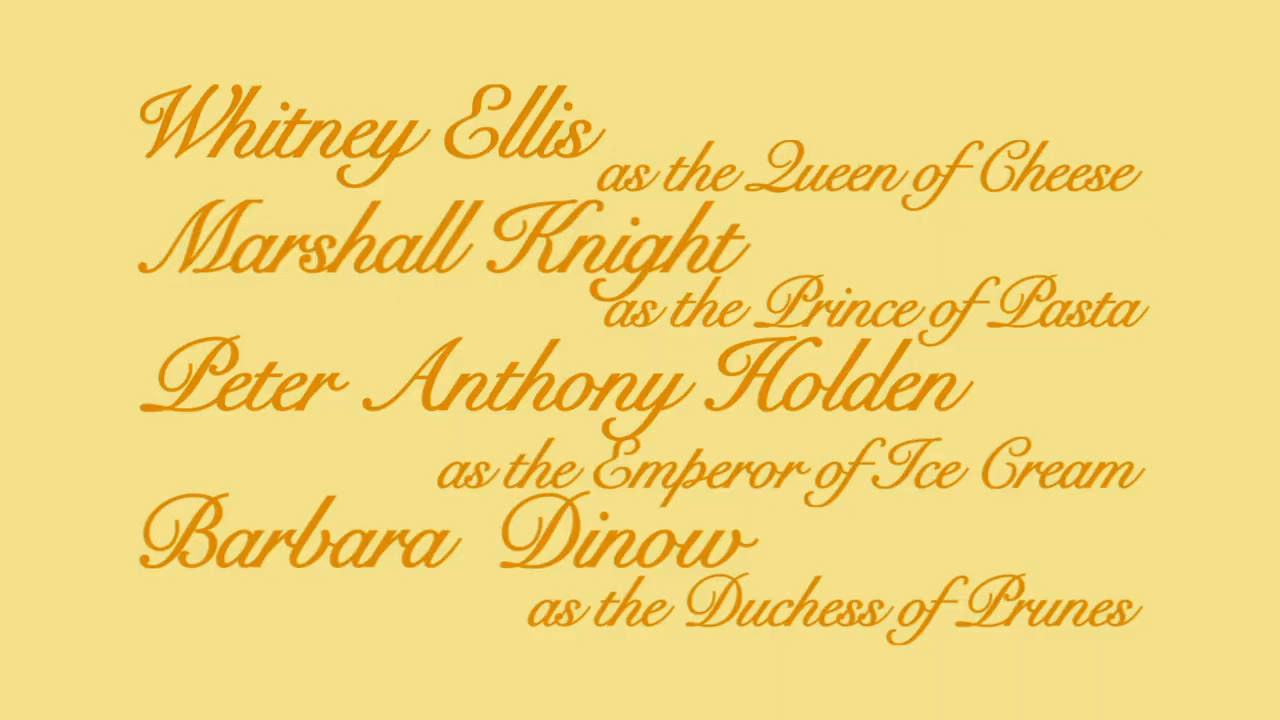 Whitney Ellis
as the Queen of Cheese
Marshall Knight
as the Prince of Pasta
Peter Anthony Holden
as the Emperor of Ice Cream
Barbara Dinow
as the Duchess of Prunes